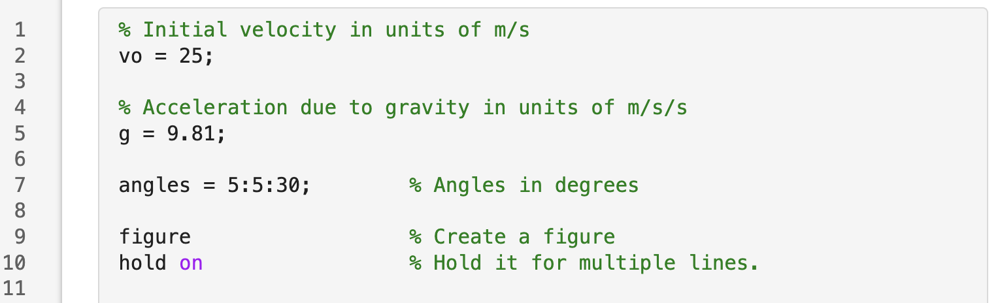 1 % Initial velocity in units of m/s
2 vo = 25;
3
4 % Acceleration due to gravity in units of m/s/s
5 g = 9.81;
6
7 angles = 5:5:30; % Angles in degrees
8
9 figure % Create a figure
10 hold on % Hold it for multiple lines.
11